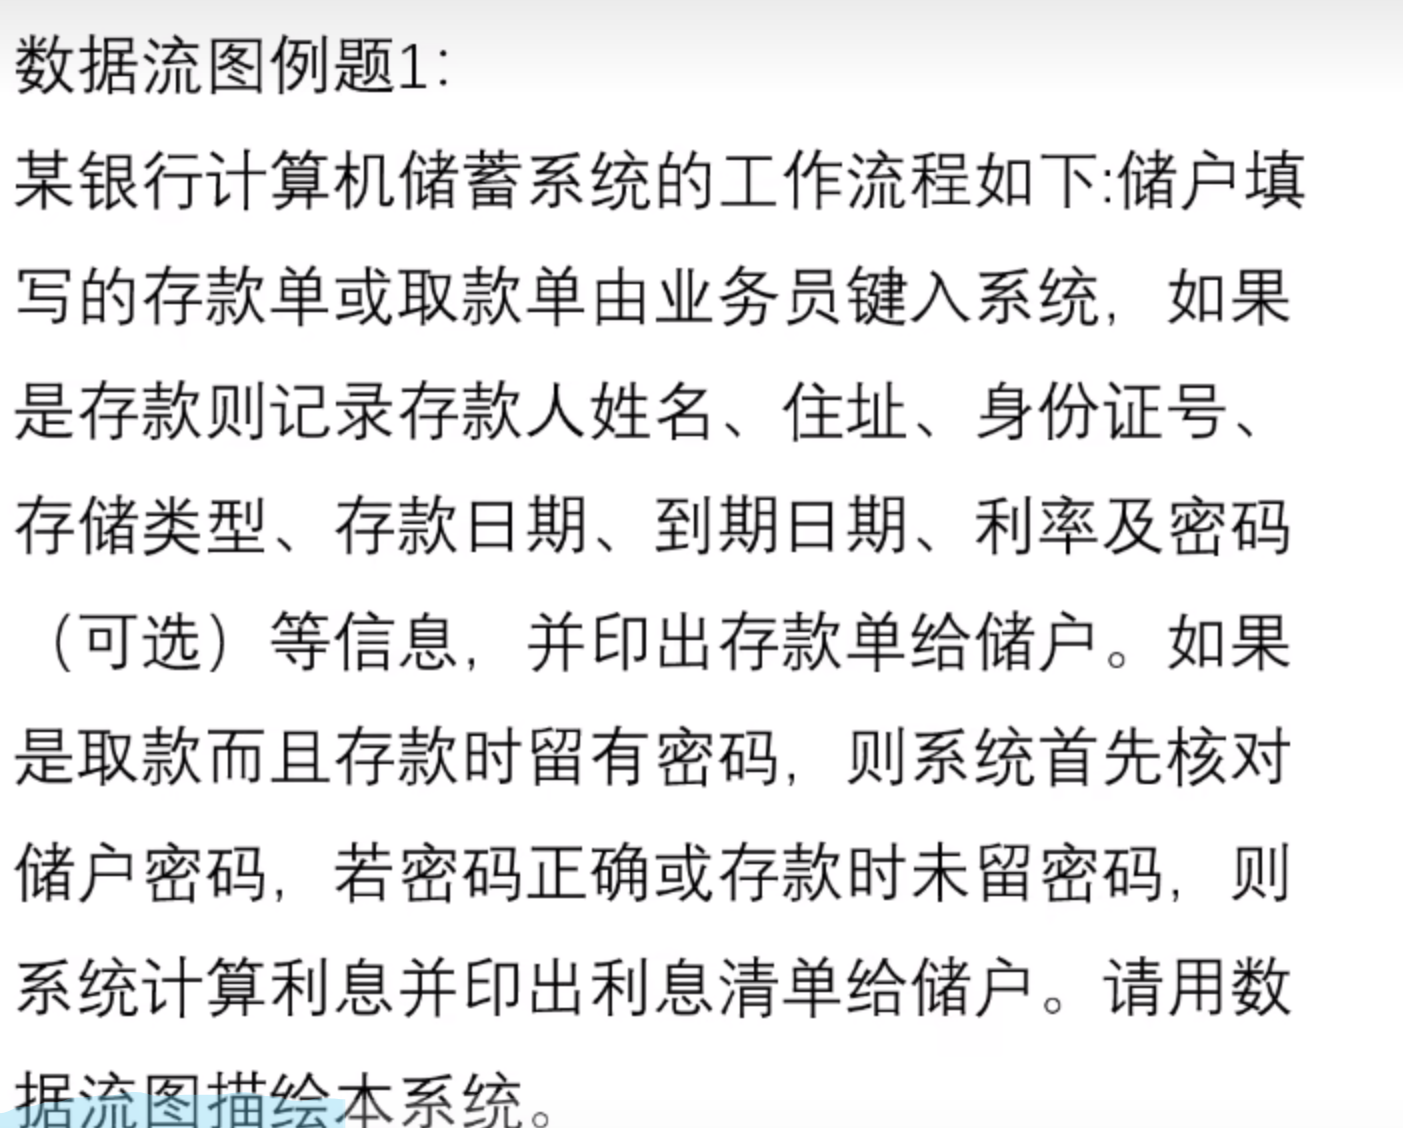 数据流图例题1：
某银行计算机储蓄系统的工作流程如下:储户填
写的存款单或取款单由业务员键入系统，如果
是存款则记录存款人姓名、住址、身份证号、
存储类型、存款日期、到期日期、利率及密码
（可选）等信息，并印出存款单给储户。如果
是取款而且存款时留有密码，则系统首先核对
储户密码，若密码正确或存款时未留密码，则
系统计算利息并印出利息清单给储户。请用数
据流图描绘本系统。